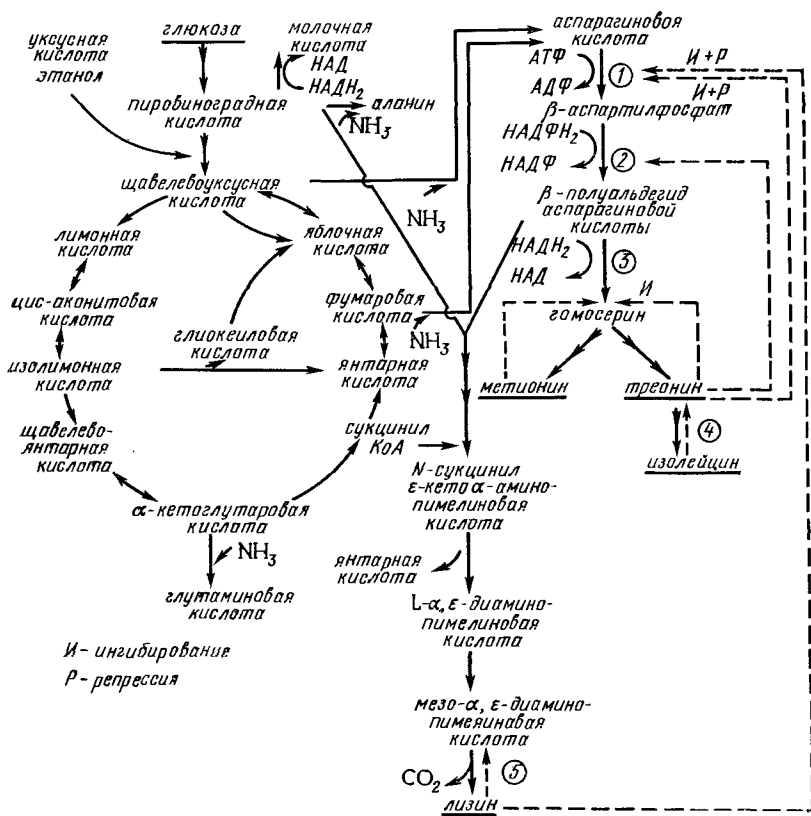 уксусная
кислота
этанол
глюкоза
молочная
кислота
НАД
НАДН₂
пировиноградная
кислота
аланин
NH₃
щавелевоуксусная
кислота
NH₃
лимонная
кислота
яблочная
кислота
цис-аконитовая
кислота
глиокеиловая
кислота
фумаровая
кислота
NH₃
изолимонная
кислота
янтарная
кислота
щавелево-
янтарная
кислота
сукцинил
КоА
α-кетоглутаровая
кислота
NH₃
глутаминовая
кислота
И - ингибирование
Р - репрессия
аспарагиновая
кислота
АТФ
АДФ
1
И + Р
И+Р
β-аспартилфосфат
НАДФН₂
НАДФ
2
β-полуальдегид
аспарагиновой
кислоты
НАДН₂
НАД
3
И
гомосерин
метионин
треонин
4
изолейцин
N-сукцинил
ε-кето α-амино-
пимелиновая
кислота
янтарная
кислота
L-α,ε-диамино-
пимелиновая
кислота
мезо-α, ε-диамино-
пимелиновая
кислота
CO₂
5
лизин